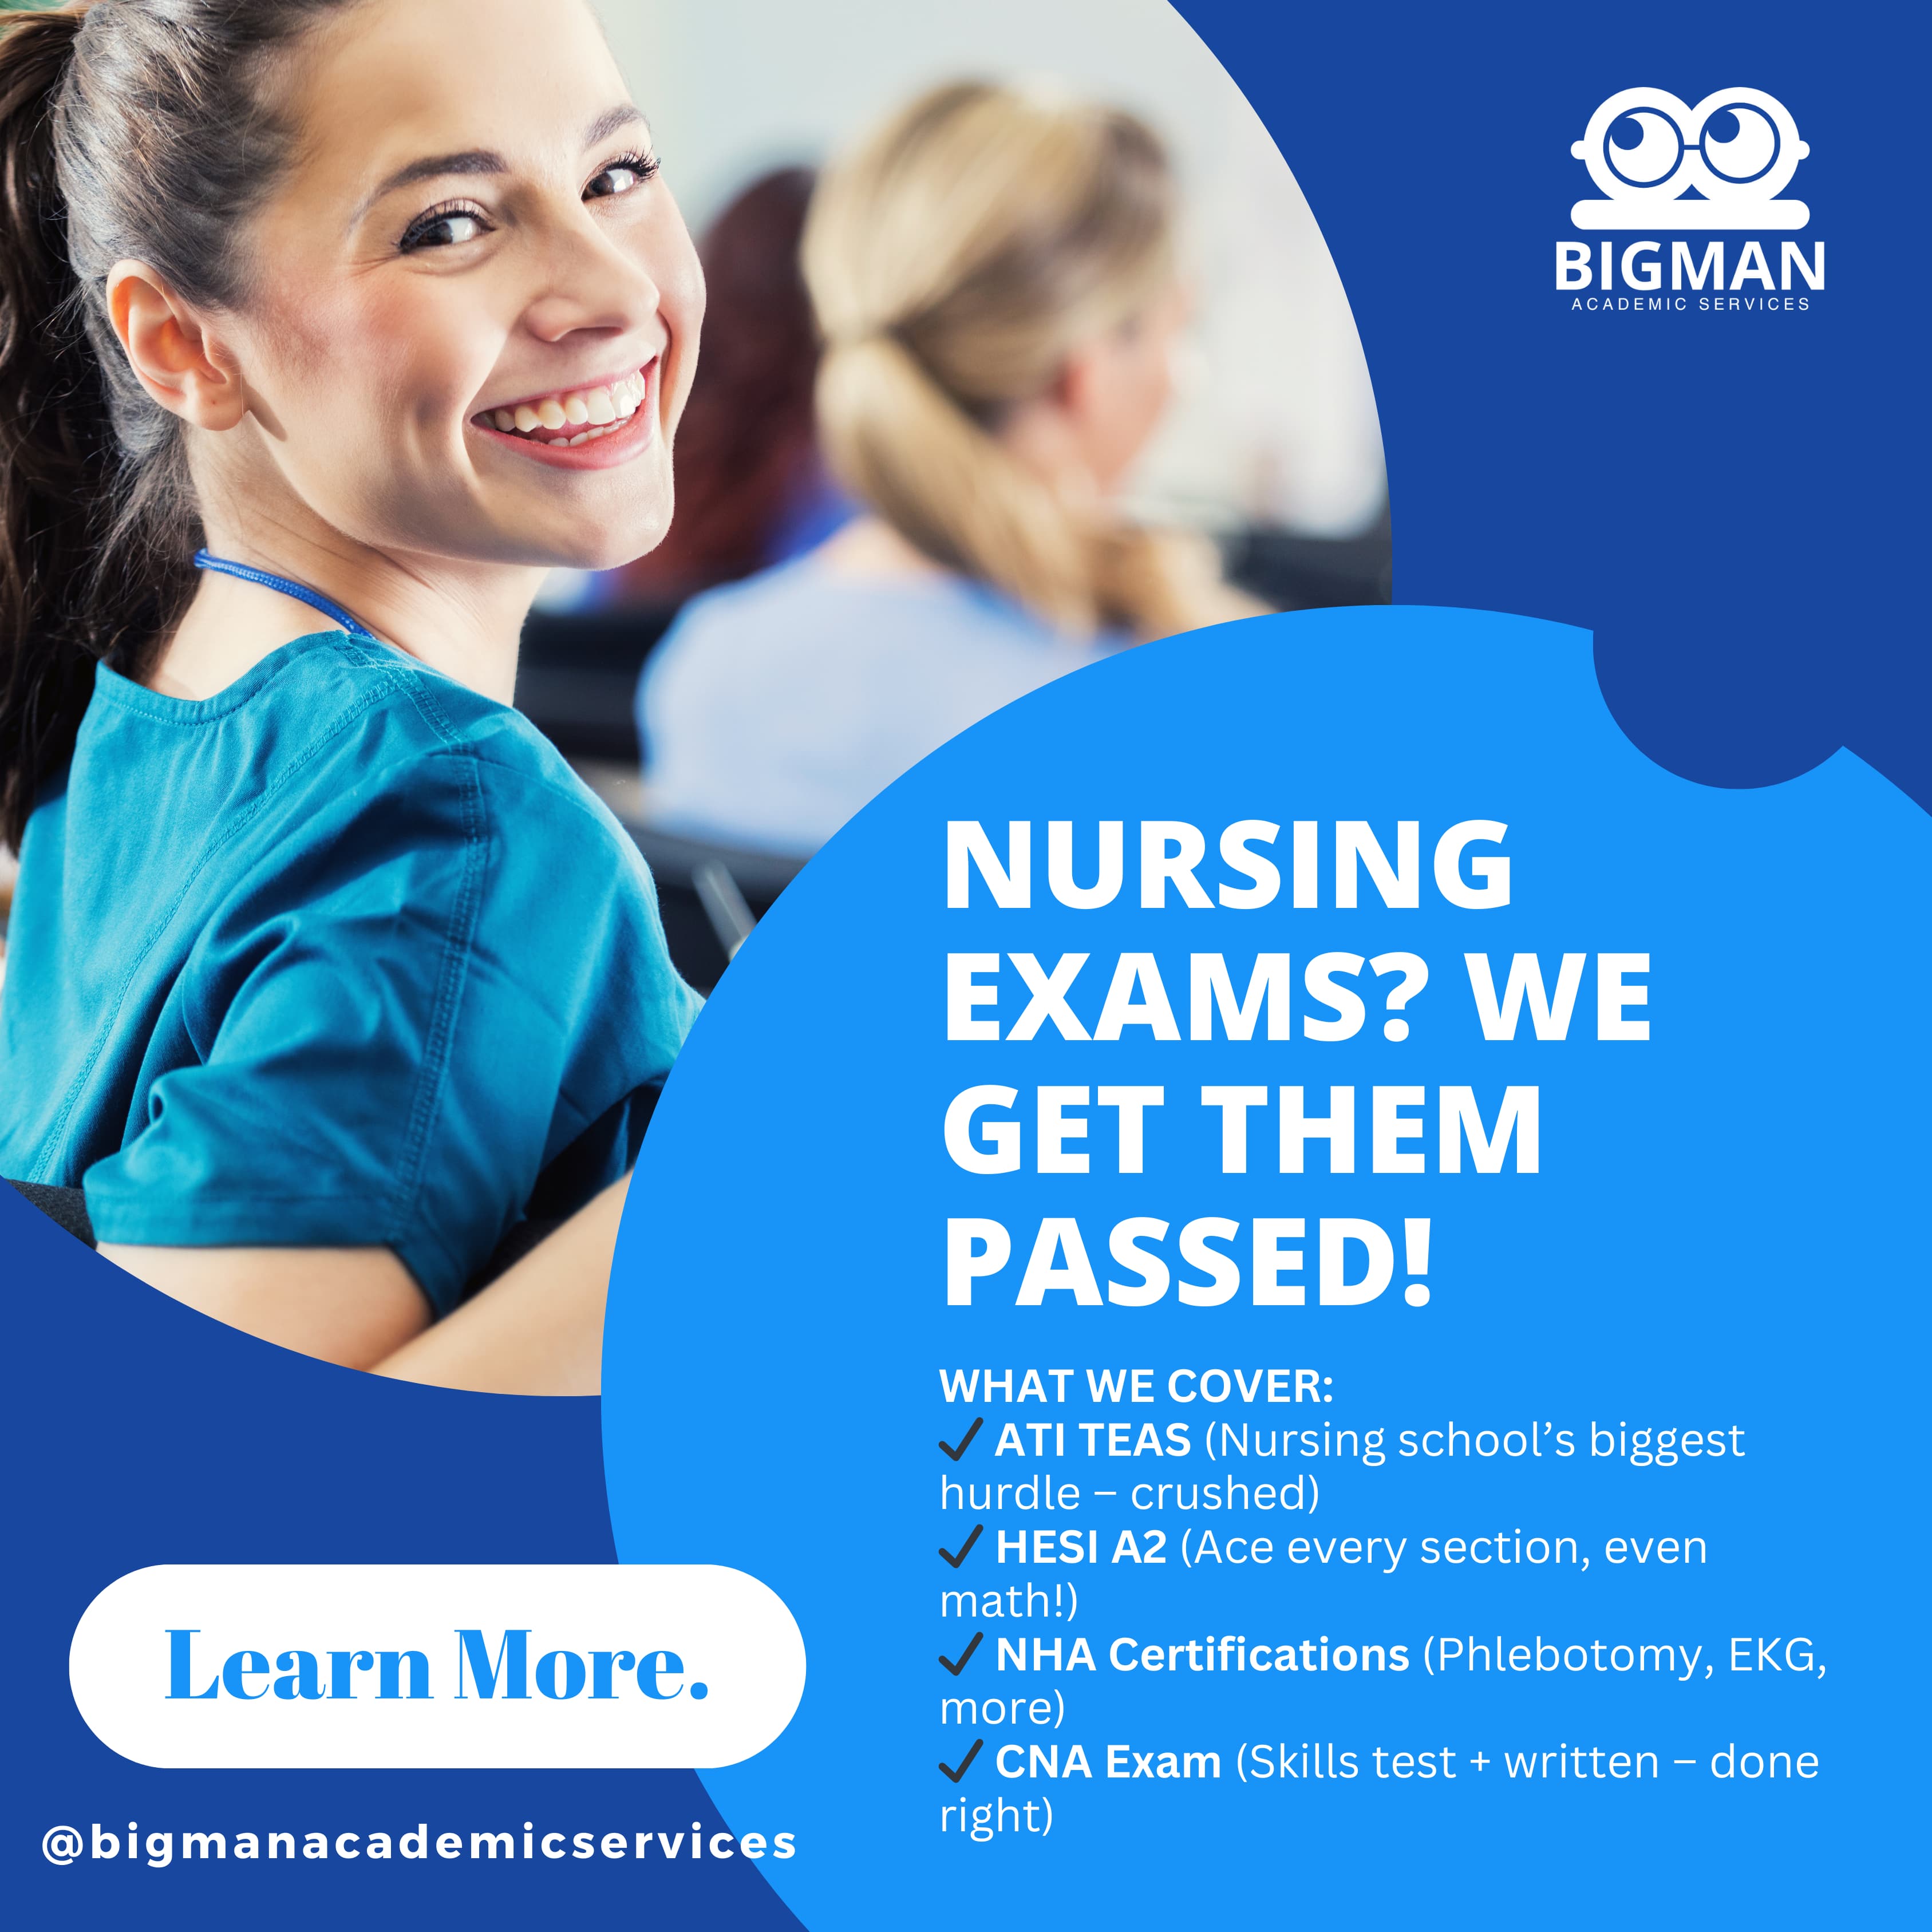 BIGMAN
ACADEMIC SERVICES
NURSING
EXAMS? WE
GET THEM
PASSED!
WHAT WE COVER:
✔ ATI TEAS (Nursing school’s biggest
hurdle – crushed)
✔ HESI A2 (Ace every section, even
math!)
✔ NHA Certifications (Phlebotomy, EKG,
more)
✔ CNA Exam (Skills test + written – done
right)
Learn More.
@bigmanacademicservices